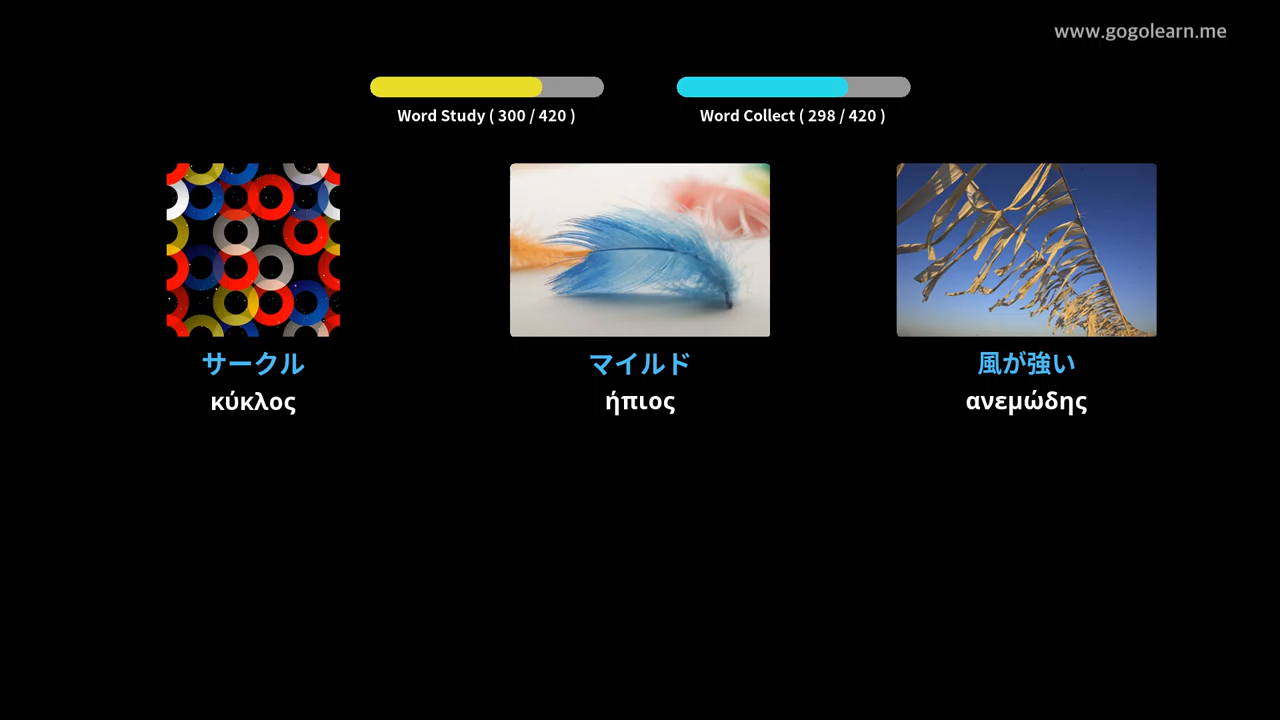 www.gogolearn.me
Word Study ( 300 / 420 )
Word Collect ( 298 / 420 )
サークル
κύκλος
マイルド
ήπιος
風が強い
ανεμώδης